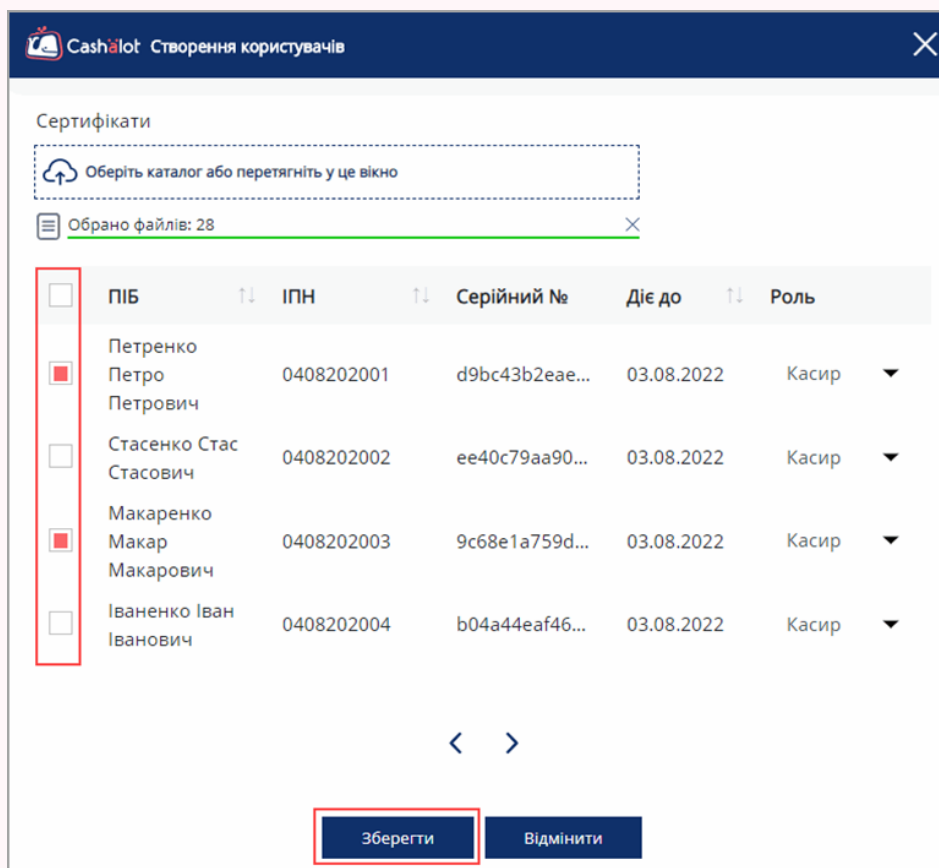 Cashälot Створення користувачів
Сертифікати
Оберіть каталог або перетягніть у це вікно
Обрано файлів: 28
ПІБ ІПН Серійний № Діє до Роль
Петренко
Петро 0408202001 d9bc43b2eae... 03.08.2022 Касир
Петрович
Стасенко Стас
0408202002 ee40c79aa90... 03.08.2022 Касир
Стасович
Макаренко
Макар 0408202003 9c68e1a759d... 03.08.2022 Касир
Макарович
Іваненко Іван
0408202004 b04a44eaf46... 03.08.2022 Касир
Іванович
Зберегти Відмінити